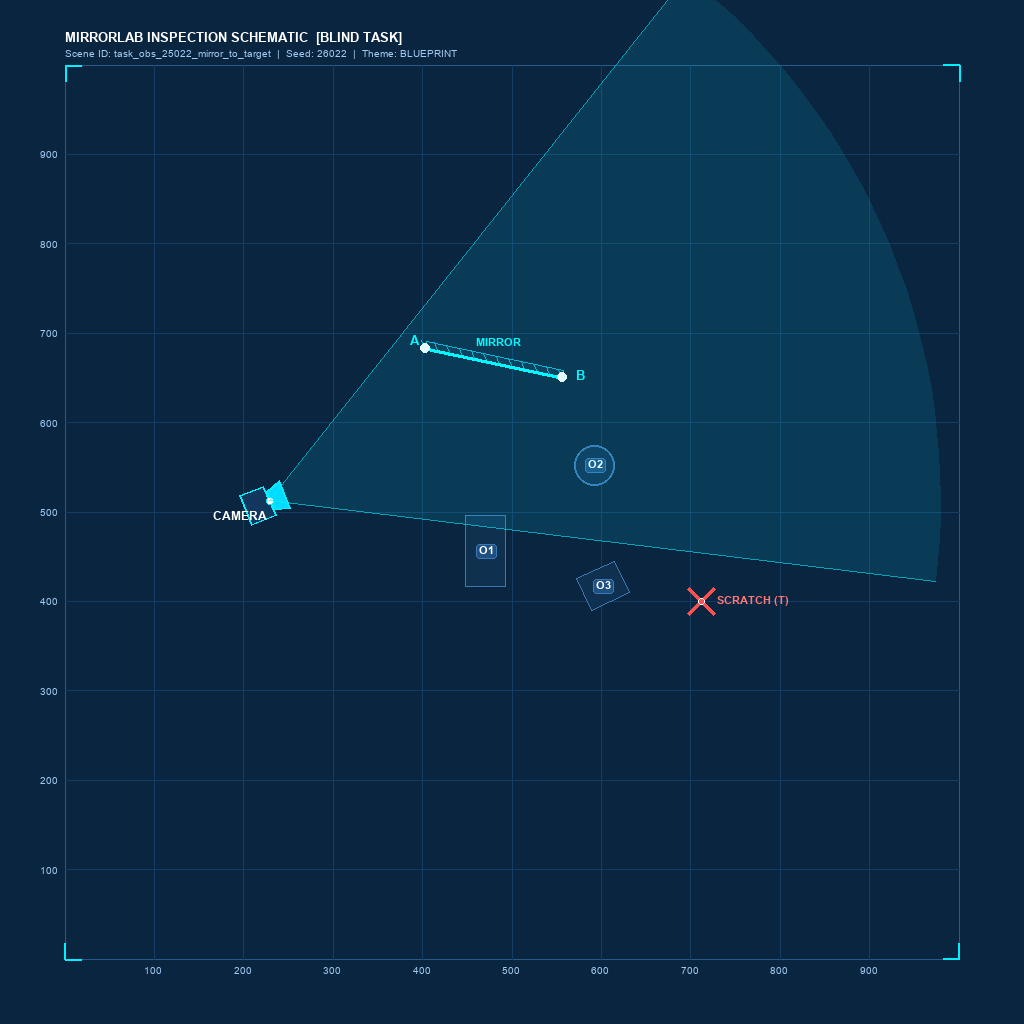 MIRRORLAB INSPECTION SCHEMATIC [BLIND TASK]
Scene ID: task_obs_25022_mirror_to_target | Seed: 26022 | Theme: BLUEPRINT
900
800
700
A
MIRROR
B
600
O2
500
CAMERA
O1
O3
400
SCRATCH (T)
300
200
100
100 200 300 400 500 600 700 800 900